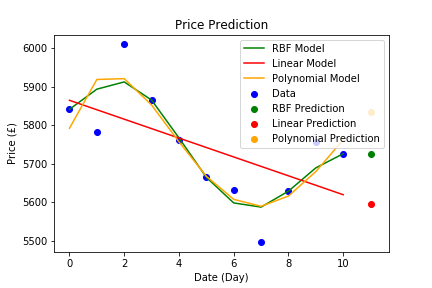 Price Prediction
RBF Model
Linear Model
Polynomial Model
Data
RBF Prediction
Linear Prediction
Polynomial Prediction
Price (£)
6000
5900
5800
5700
5600
5500
0 2 4 6 8 10
Date (Day)